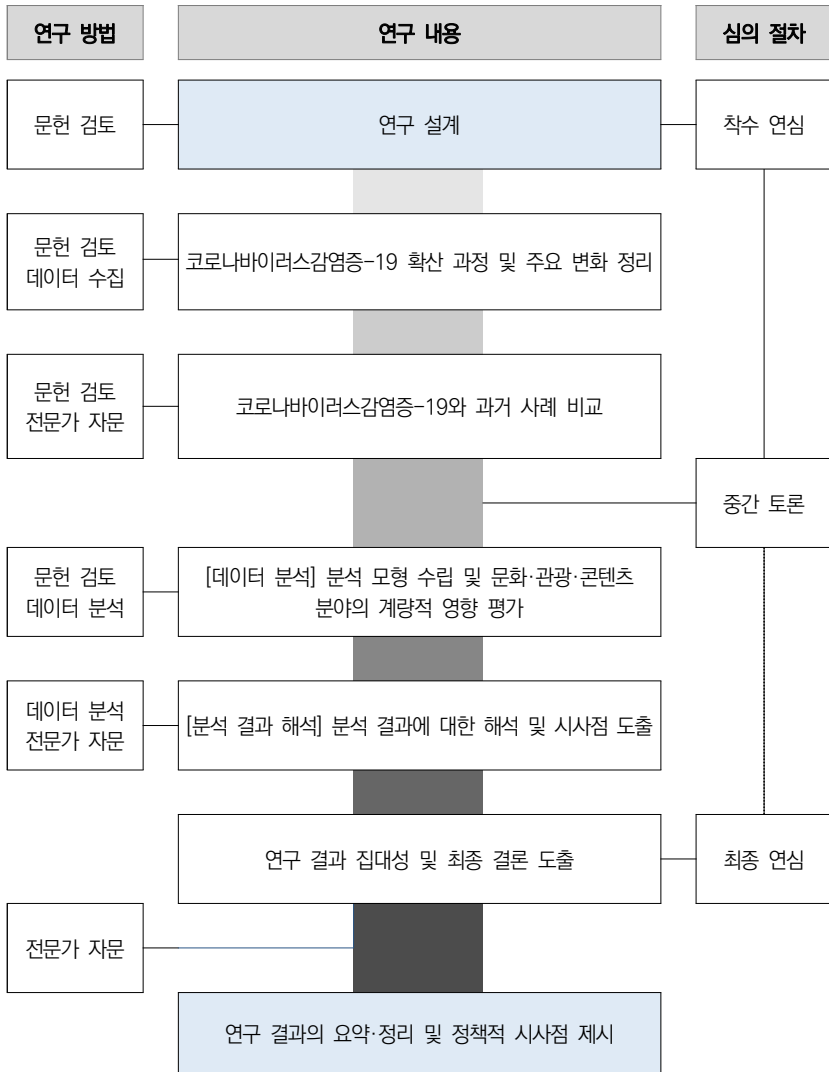 연구 방법
연구 내용
심의 절차
문헌 검토
연구 설계
착수 연심
문헌 검토
데이터 수집
코로나바이러스감염증-19 확산 과정 및 주요 변화 정리
문헌 검토
전문가 자문
코로나바이러스감염증-19와 과거 사례 비교
중간 토론
문헌 검토
데이터 분석
[데이터 분석] 분석 모형 수립 및 문화·관광·콘텐츠
분야의 계량적 영향 평가
데이터 분석
전문가 자문
[분석 결과 해석] 분석 결과에 대한 해석 및 시사점 도출
연구 결과 집대성 및 최종 결론 도출
최종 연심
전문가 자문
연구 결과의 요약·정리 및 정책적 시사점 제시